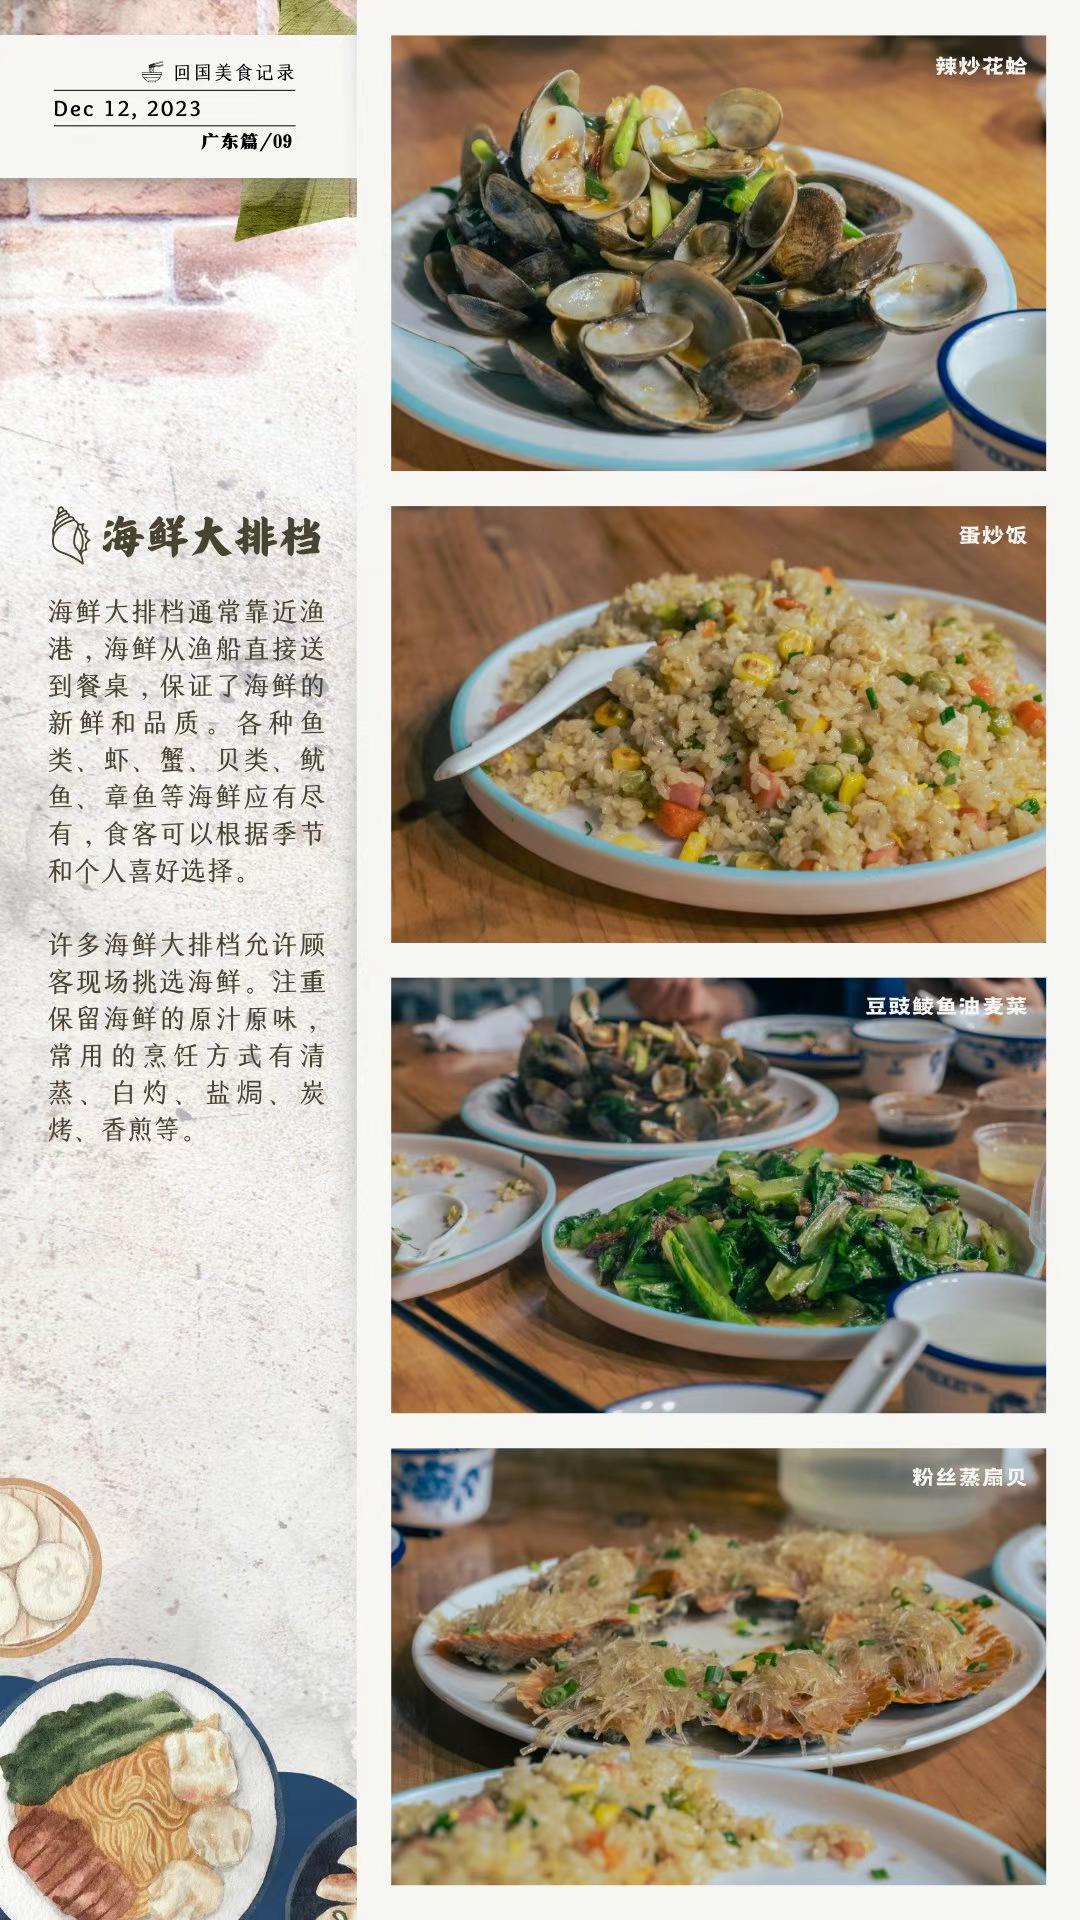 回国美食记录
Dec 12, 2023
广东篇/09
海鲜大排档
海鲜大排档通常靠近渔
港，海鲜从渔船直接送
到餐桌，保证了海鲜的
新鲜和品质。各种鱼
类、虾、蟹、贝类、鱿
鱼、章鱼等海鲜应有尽
有，食客可以根据季节
和个人喜好选择。
许多海鲜大排档允许顾
客现场挑选海鲜。注重
保留海鲜的原汁原味，
常用的烹饪方式有清
蒸、白灼、盐焗、炭
烤、香煎等。
辣炒花蛤
蛋炒饭
豆豉鲮鱼油麦菜
粉丝蒸扇贝